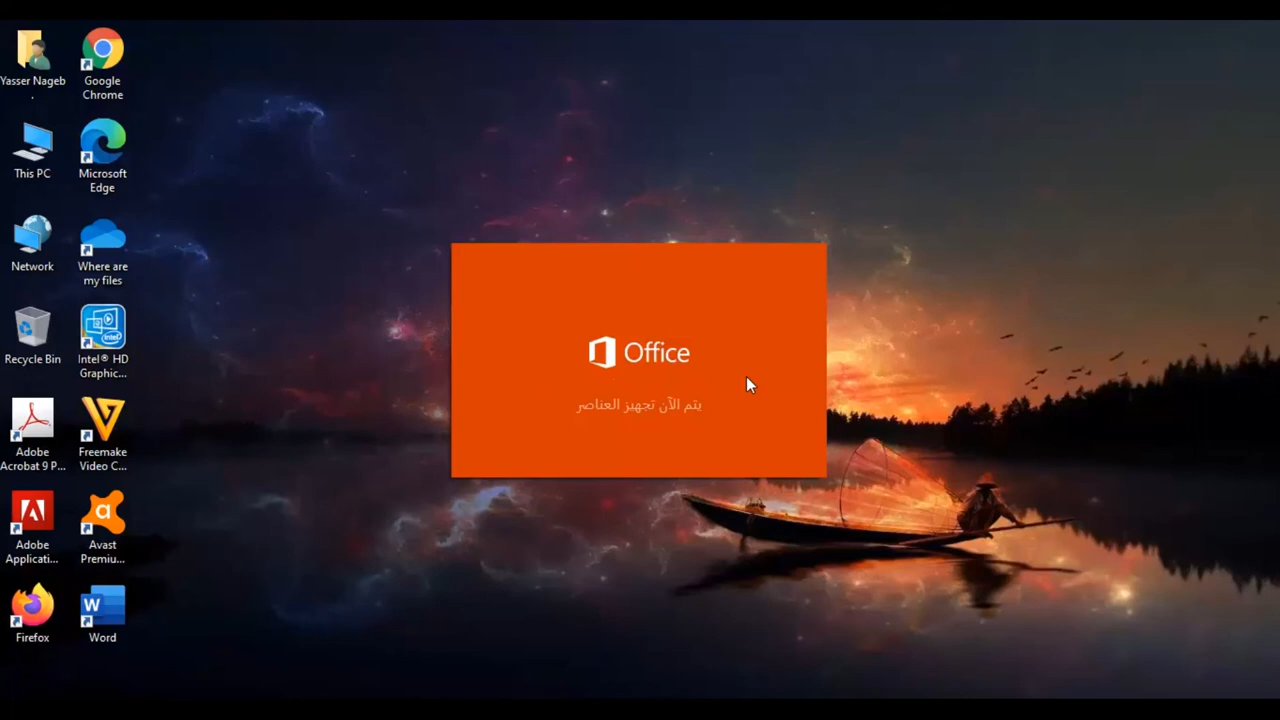 Yasser Nageb
.
Google
Chrome
This PC
Microsoft
Edge
Network
Where are
my files
Recycle Bin
Intel® HD
Graphic...
Adobe
Acrobat 9 P...
Freemake
Video C...
Adobe
Applicati...
Avast
Premiu...
Firefox
Word
Office
يتم الآن تجهيز العناصر